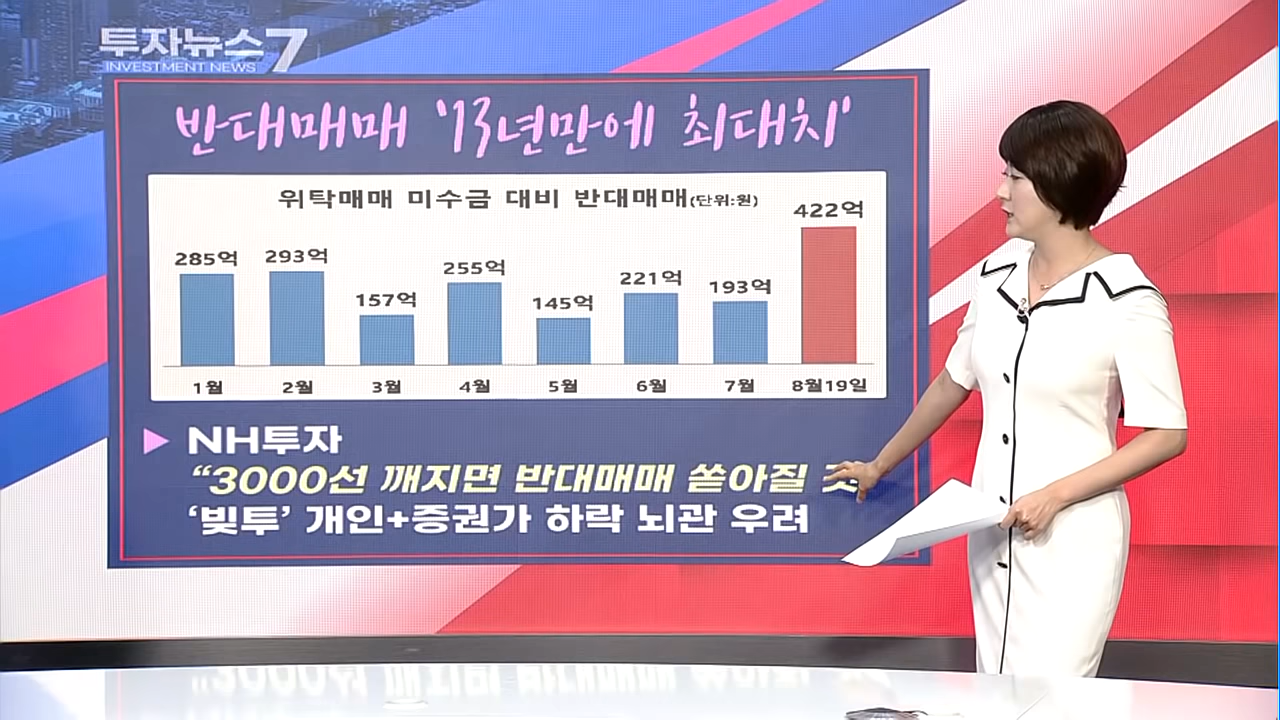 투자뉴스7
INVESTMENT NEWS
반대매매 '13년만에 최대치'
위탁매매 미수금 대비 반대매매(단위:원)
285억 293억 157억 255억 145억 221억 193억 422억
1월 2월 3월 4월 5월 6월 7월 8월19일
▶ NH투자
“3000선 깨지면 반대매매 쏟아질
‘빚투’ 개인+증권가 하락 뇌관 우려